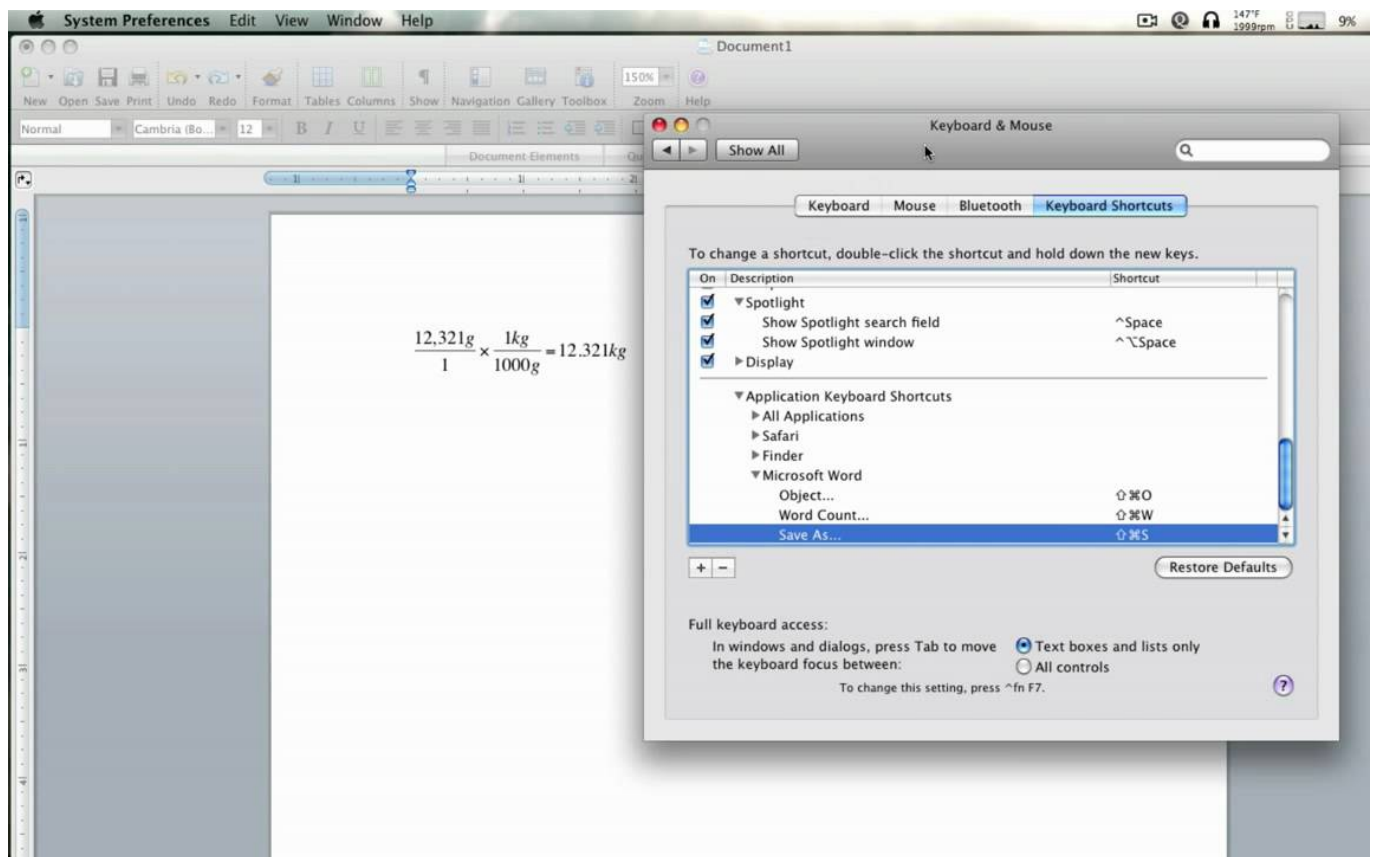 System Preferences Edit View Window Help 147°F 1999rpm 9%
Document1
150%
New Open Save Print Undo Redo Format Tables Columns Show Navigation Gallery Toolbox Zoom Help
Normal Cambria (Bo... 12 B I U
Keyboard & Mouse
Show All
Document Elements Qu
Keyboard Mouse Bluetooth Keyboard Shortcuts
To change a shortcut, double-click the shortcut and hold down the new keys.
On Description Shortcut
Spotlight
Show Spotlight search field ^Space
Show Spotlight window ^⌥Space
Display
12,321g/1 × 1kg/1000g = 12.321kg
Application Keyboard Shortcuts
All Applications
Safari
Finder
Microsoft Word
Object... ⇧⌘O
Word Count... ⇧⌘W
Save As... ⇧⌘S
+ − Restore Defaults
Full keyboard access:
In windows and dialogs, press Tab to move
the keyboard focus between:
Text boxes and lists only
All controls
To change this setting, press ^fn F7.
?